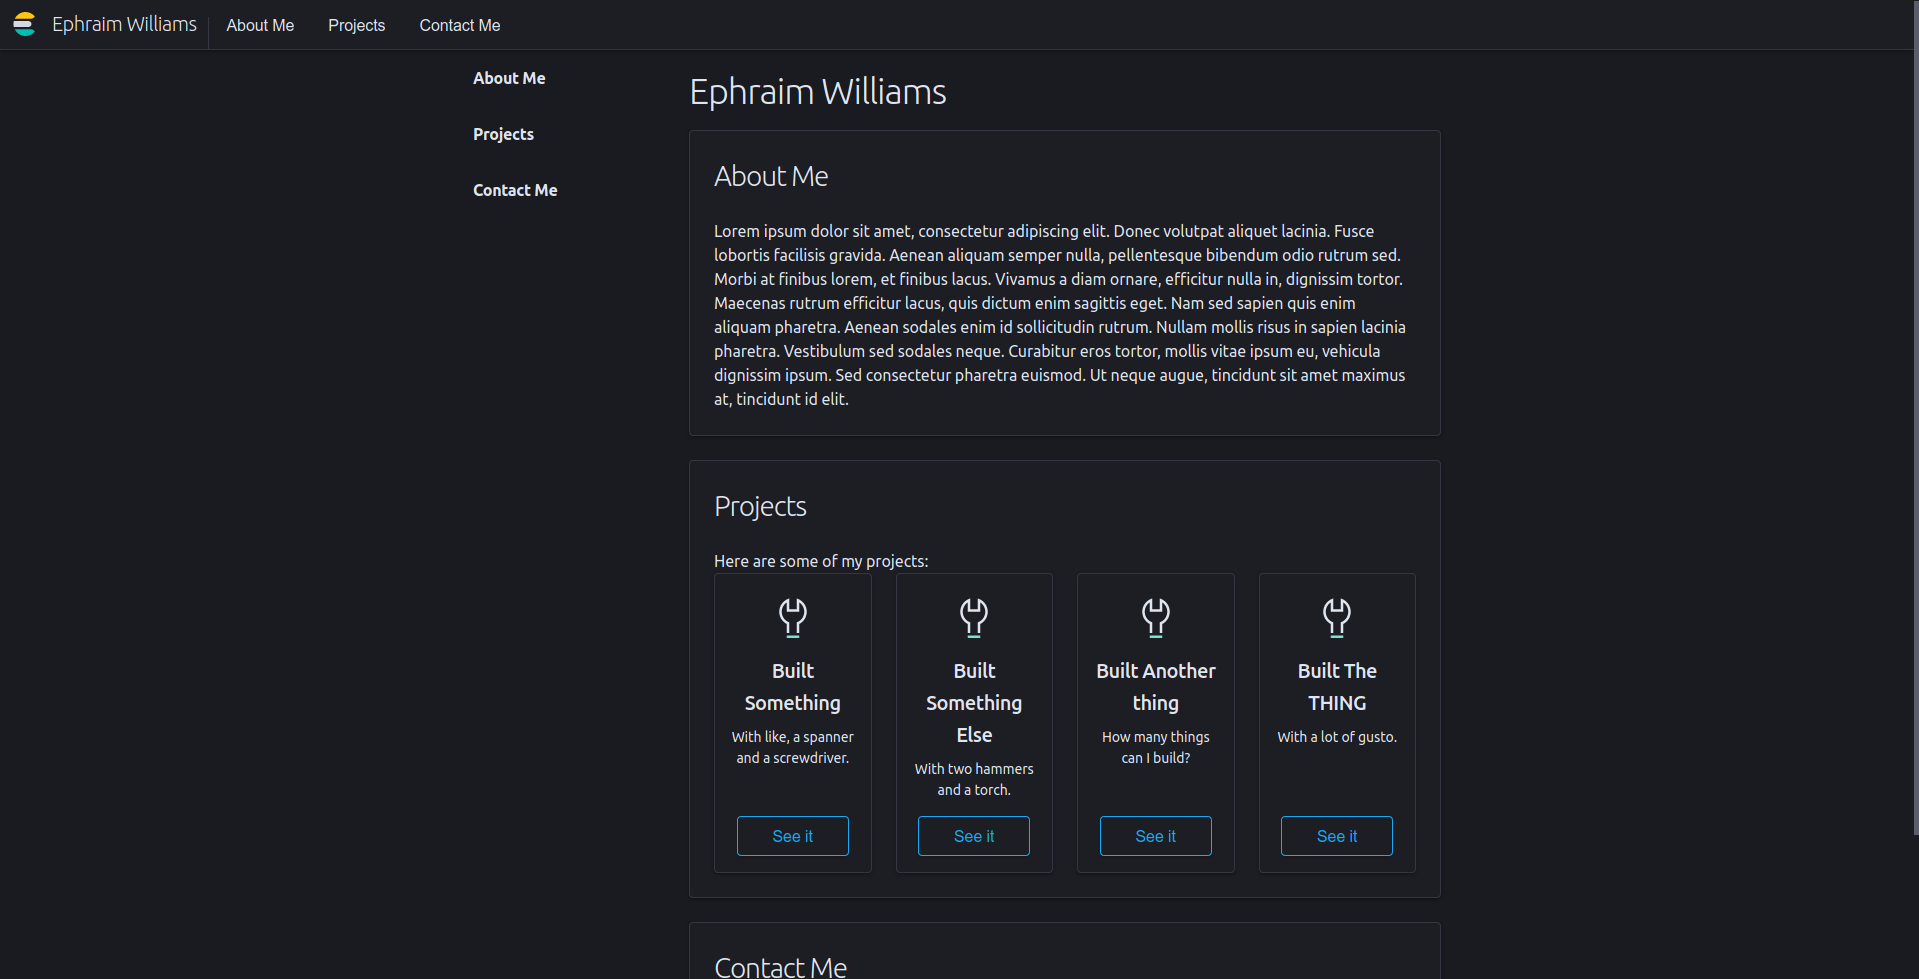 Ephraim Williams
About Me
Projects
Contact Me
About Me
Projects
Contact Me
Ephraim Williams
About Me
Lorem ipsum dolor sit amet, consectetur adipiscing elit. Donec volutpat aliquet lacinia. Fusce
lobortis facilisis gravida. Aenean aliquam semper nulla, pellentesque bibendum odio rutrum sed.
Morbi at finibus lorem, et finibus lacus. Vivamus a diam ornare, efficitur nulla in, dignissim tortor.
Maecenas rutrum efficitur lacus, quis dictum enim sagittis eget. Nam sed sapien quis enim
aliquam pharetra. Aenean sodales enim id sollicitudin rutrum. Nullam mollis risus in sapien lacinia
pharetra. Vestibulum sed sodales neque. Curabitur eros tortor, mollis vitae ipsum eu, vehicula
dignissim ipsum. Sed consectetur pharetra euismod. Ut neque augue, tincidunt sit amet maximus
at, tincidunt id elit.
Projects
Here are some of my projects:
Built
Something
With like, a spanner
and a screwdriver.
See it
Built
Something
Else
With two hammers
and a torch.
See it
Built Another
thing
How many things
can I build?
See it
Built The
THING
With a lot of gusto.
See it
Contact Me